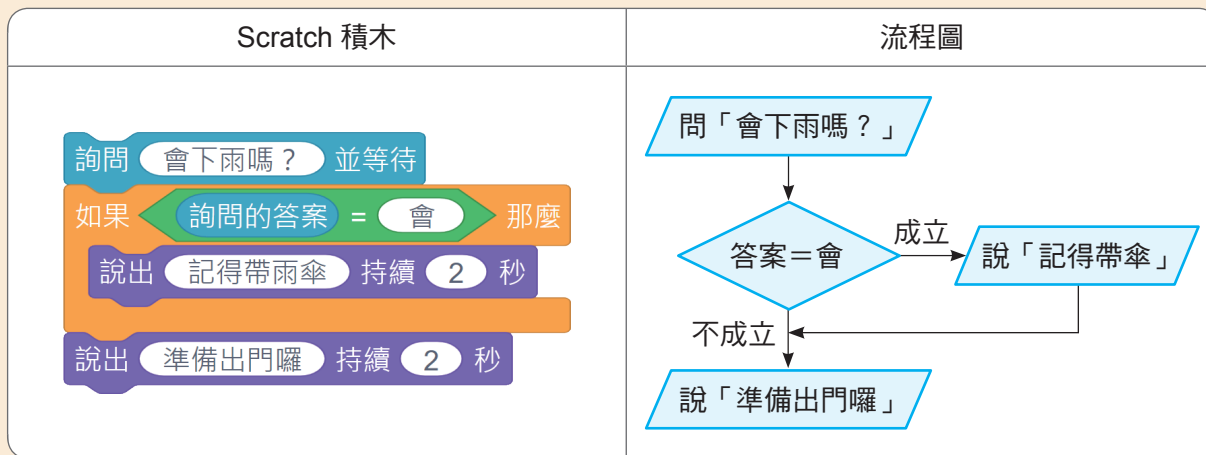 Scratch 積木
流程圖
詢問 會下雨嗎？ 並等待
如果 詢問的答案 = 會 那麼
說出 記得帶雨傘 持續 2 秒
說出 準備出門囉 持續 2 秒
問「會下雨嗎？」
答案＝會
成立
說「記得帶傘」
不成立
說「準備出門囉」